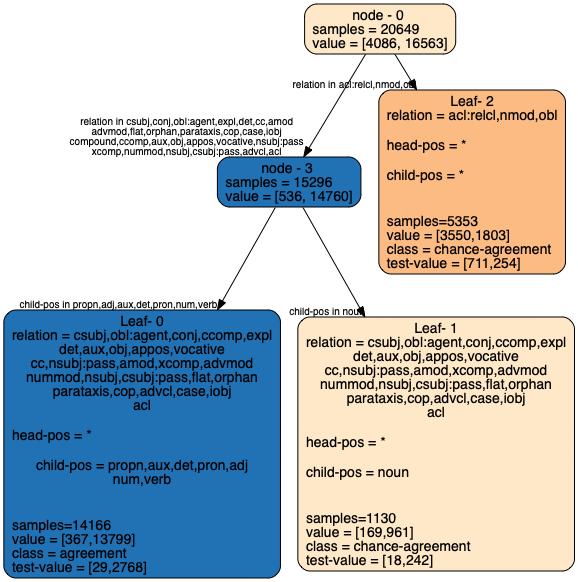 node - 0
samples = 20649
value = [4086, 16563]
relation in acl:relcl,nmod,obl
Leaf- 2
relation = acl:relcl,nmod,obl
head-pos = *
child-pos = *
samples=5353
value = [3550,1803]
class = chance-agreement
test-value = [711,254]
relation in csubj,conj,obl:agent,expl,det,cc,amod
advmod,flat,orphan,parataxis,cop,case,iobj
compound,ccomp,aux,obj,appos,vocative,nsubj:pass
xcomp,nummod,nsubj,csubj:pass,advcl,acl
node - 3
samples = 15296
value = [536, 14760]
child-pos in propn,adj,aux,det,pron,num,verb
Leaf- 0
relation = csubj,obl:agent,conj,ccomp,expl
det,aux,obj,appos,vocative
cc,nsubj:pass,amod,xcomp,advmod
nummod,nsubj,csubj:pass,flat,orphan
parataxis,cop,advcl,case,iobj
acl
head-pos = *
child-pos = propn,aux,det,pron,adj
num,verb
samples=14166
value = [367,13799]
class = agreement
test-value = [29,2768]
child-pos in noun
Leaf- 1
relation = csubj,obl:agent,conj,ccomp,expl
det,aux,obj,appos,vocative
cc,nsubj:pass,amod,xcomp,advmod
nummod,nsubj,csubj:pass,flat,orphan
parataxis,cop,advcl,case,iobj
acl
head-pos = *
child-pos = noun
samples=1130
value = [169,961]
class = chance-agreement
test-value = [18,242]